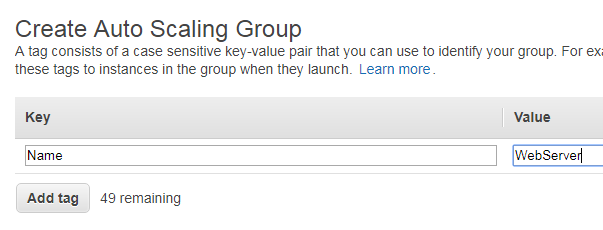 Create Auto Scaling Group
A tag consists of a case sensitive key-value pair that you can use to identify your group. For
these tags to instances in the group when they launch. Learn more.
Key Value
Name WebServer
Add tag 49 remaining